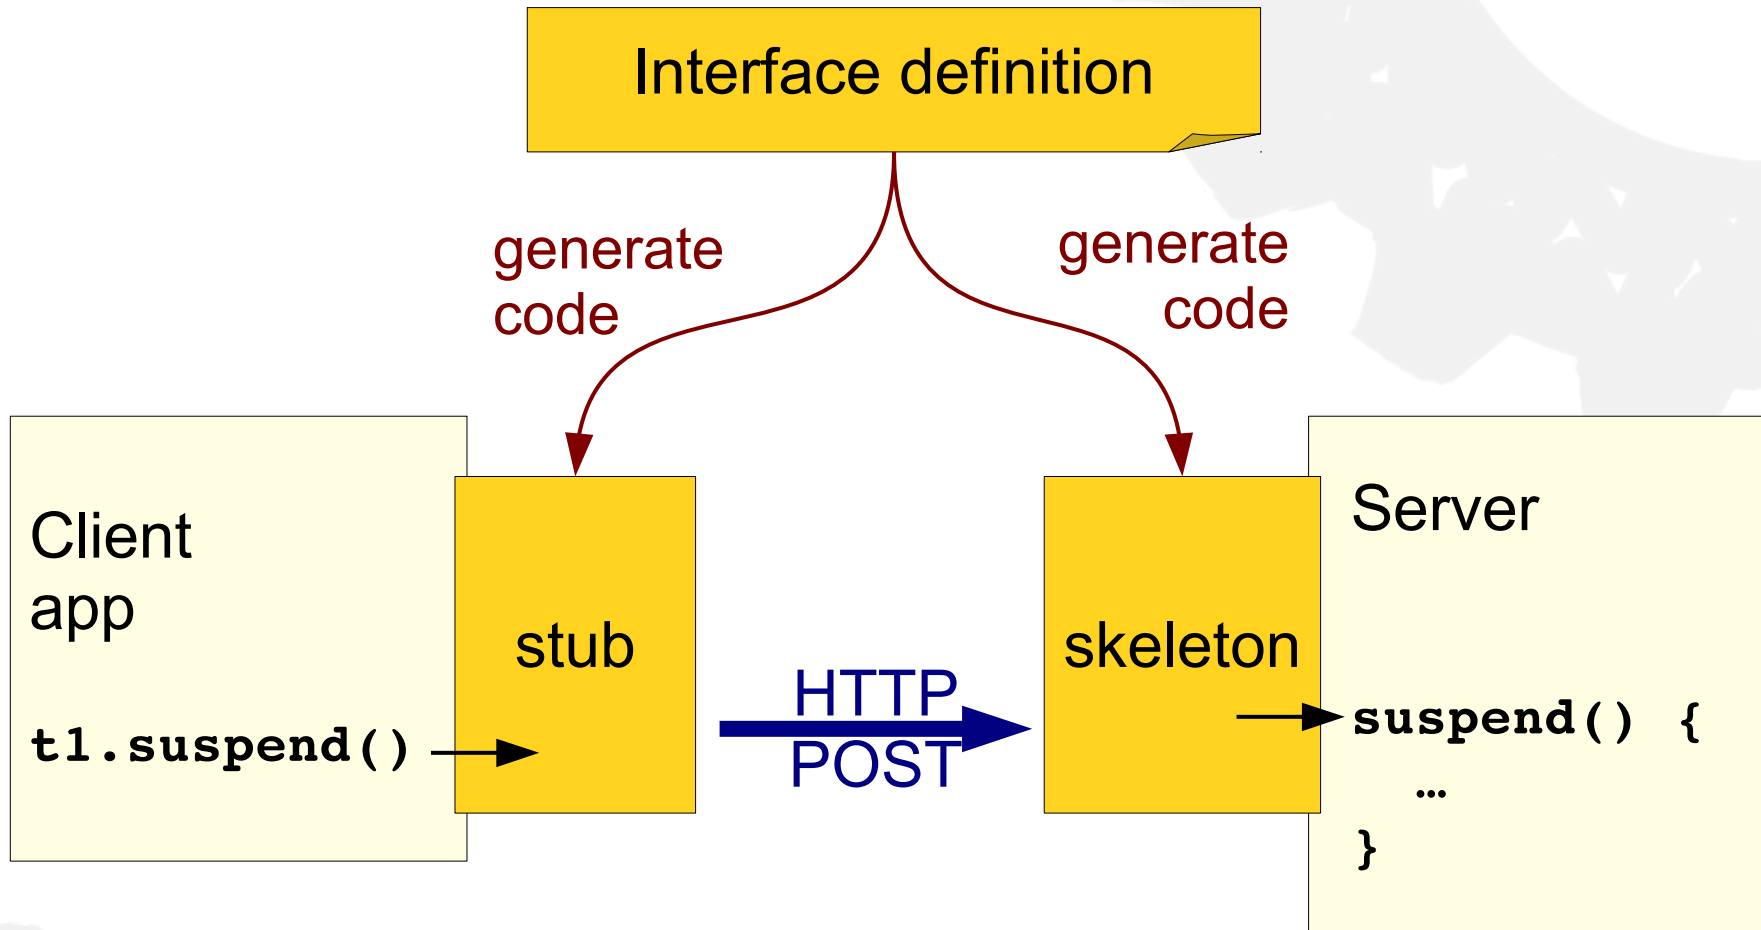 Interface definition
generate
code
generate
code
Client
app
t1.suspend()
stub
HTTP
POST
skeleton
Server
suspend() {
…
}